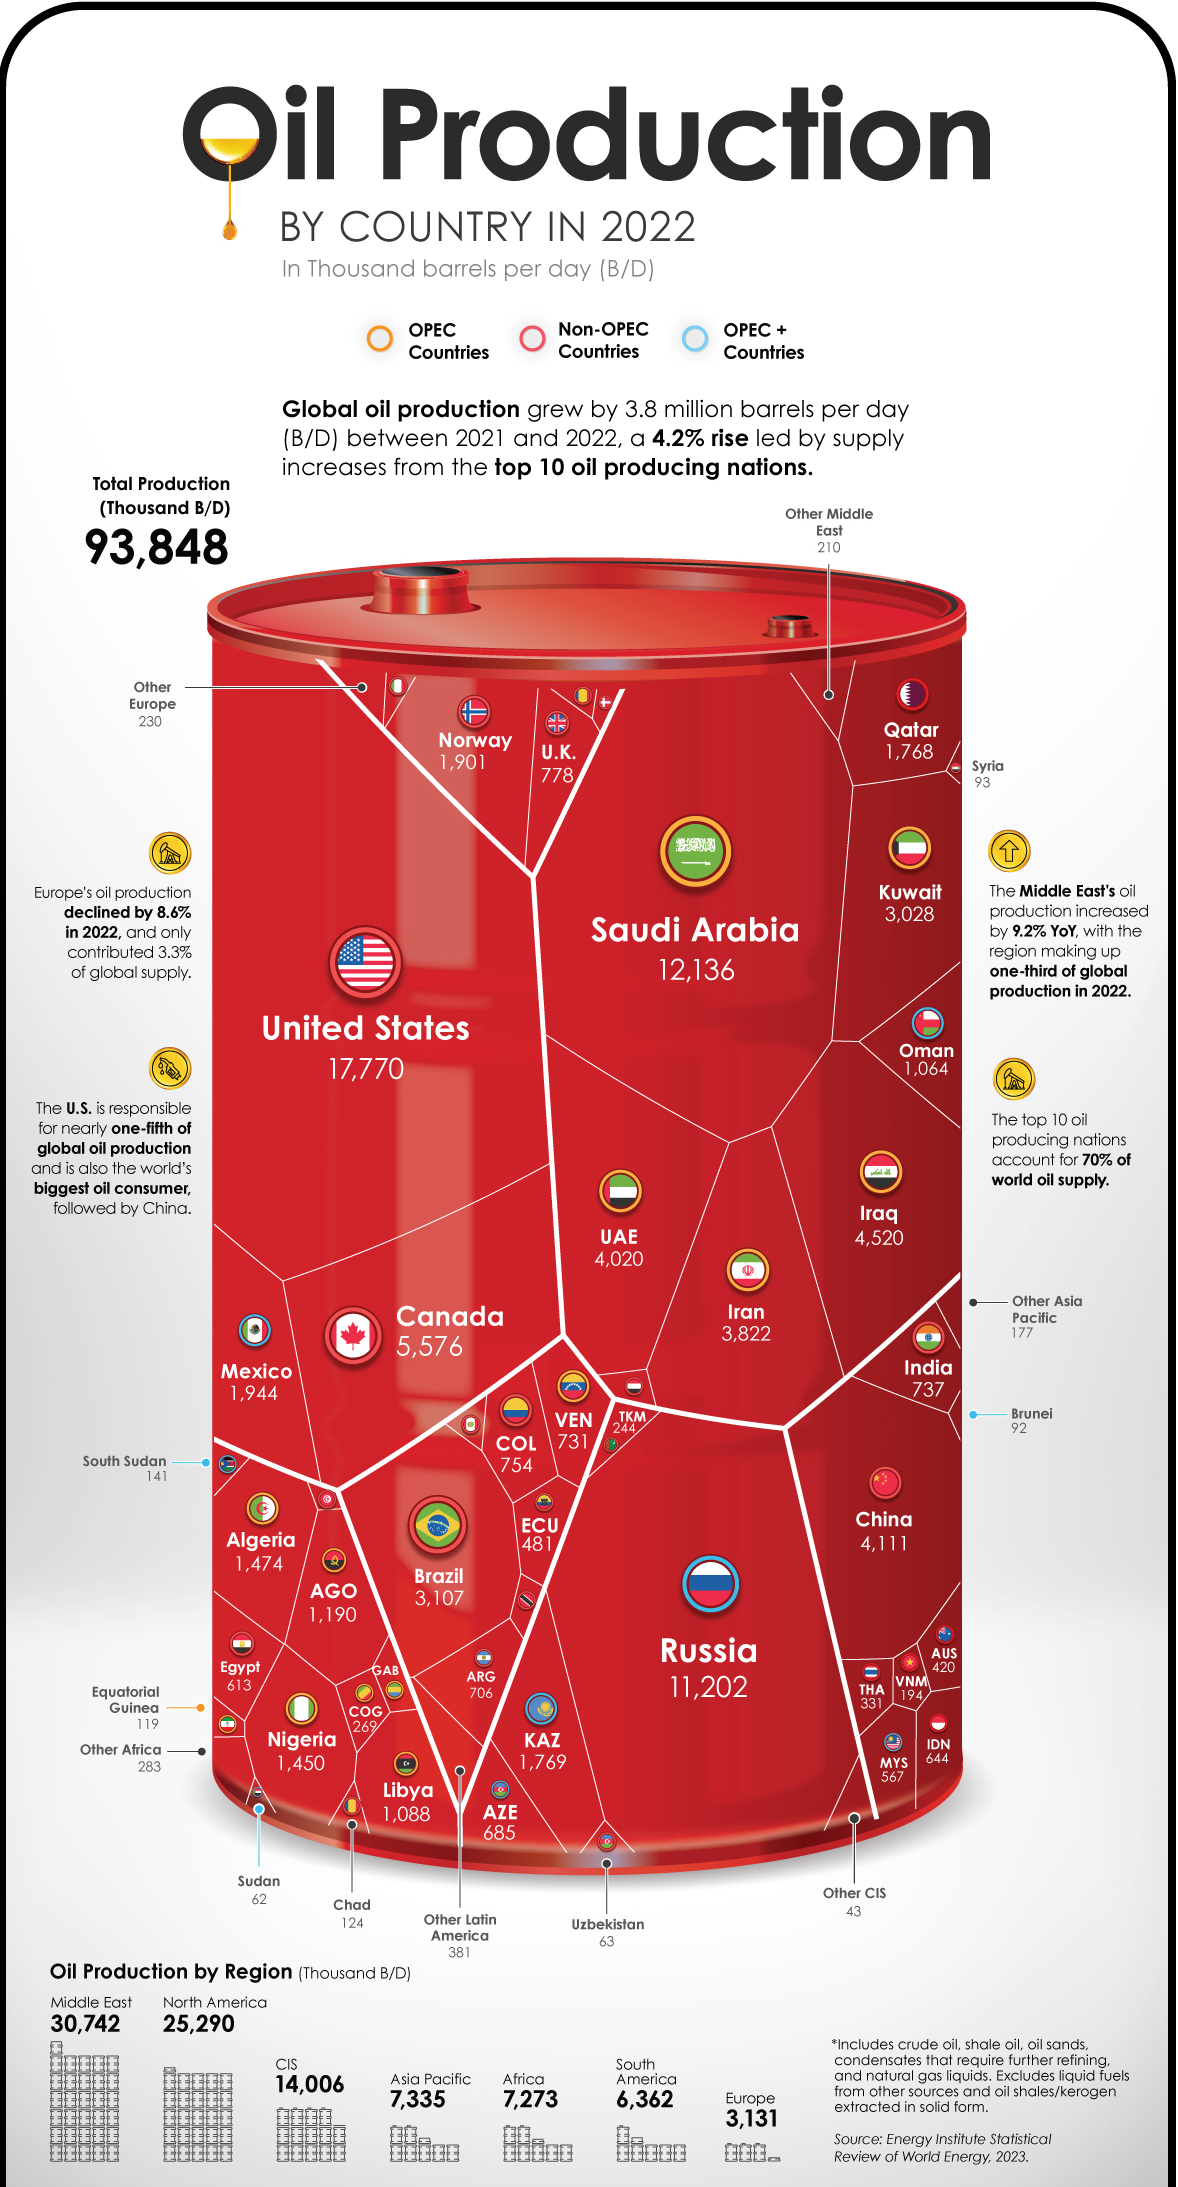 Oil Production
BY COUNTRY IN 2022
In Thousand barrels per day (B/D)
OPEC
Countries
Non-OPEC
Countries
OPEC +
Countries
Global oil production grew by 3.8 million barrels per day
(B/D) between 2021 and 2022, a 4.2% rise led by supply
increases from the top 10 oil producing nations.
Total Production
(Thousand B/D)
93,848
Other Middle
East
210
Other
Europe
230
Norway
1,901
U.K.
778
Qatar
1,768
Syria
93
Saudi Arabia
12,136
Kuwait
3,028
Europe's oil production
declined by 8.6%
in 2022, and only
contributed 3.3%
of global supply.
The Middle East's oil
production increased
by 9.2% YoY, with the
region making up
one-third of global
production in 2022.
United States
17,770
Oman
1,064
The U.S. is responsible
for nearly one-fifth of
global oil production
and is also the world's
biggest oil consumer,
followed by China.
The top 10 oil
producing nations
account for 70% of
world oil supply.
UAE
4,020
Iraq
4,520
Iran
3,822
Canada
5,576
Mexico
1,944
Other Asia
Pacific
177
India
737
Brunei
92
COL
754
VEN
731
TKM
244
South Sudan
141
Algeria
1,474
AGO
1,190
Brazil
3,107
ECU
481
China
4,111
Russia
11,202
Egypt
613
GAB
COG
269
ARG
706
THA
331
VNM
194
AUS
420
Equatorial
Guinea
119
Other Africa
283
Nigeria
1,450
Libya
1,088
KAZ
1,769
AZE
685
MYS
567
IDN
644
Sudan
62
Chad
124
Other Latin
America
381
Uzbekistan
63
Other CIS
43
Oil Production by Region (Thousand B/D)
Middle East
30,742
North America
25,290
CIS
14,006
Asia Pacific
7,335
Africa
7,273
South
America
6,362
Europe
3,131
*Includes crude oil, shale oil, oil sands,
condensates that require further refining,
and natural gas liquids. Excludes liquid fuels
from other sources and oil shales/kerogen
extracted in solid form.
Source: Energy Institute Statistical
Review of World Energy, 2023.